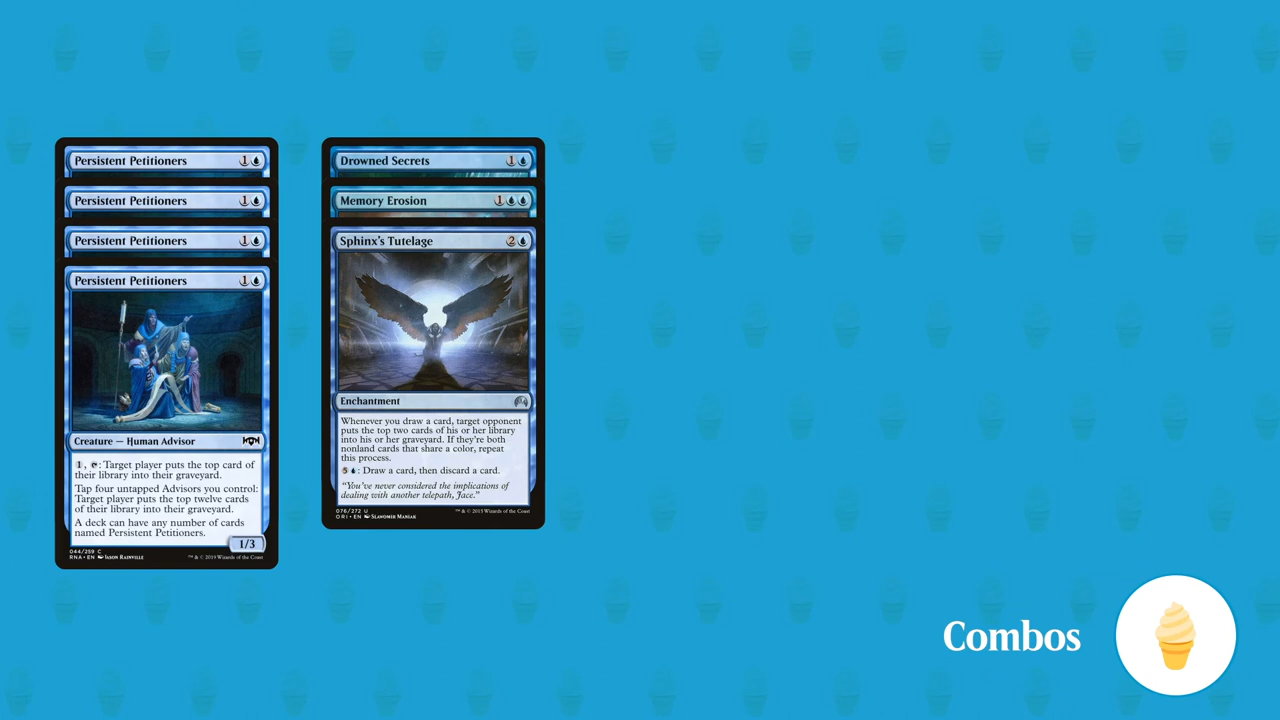 Persistent Petitioners 1
Persistent Petitioners 1
Persistent Petitioners 1
Persistent Petitioners 1
Creature — Human Advisor
1, : Target player puts the top card of
their library into their graveyard.
Tap four untapped Advisors you control:
Target player puts the top twelve cards
of their library into their graveyard.
A deck can have any number of cards
named Persistent Petitioners.
1/3
044/259 C
RNA • EN Jason Rainville
™ & © 2019 Wizards of the Coast
Drowned Secrets 1
Memory Erosion 1
Sphinx's Tutelage 2
Enchantment
Whenever you draw a card, target opponent
puts the top two cards of his or her library
into his or her graveyard. If they're both
nonland cards that share a color, repeat
this process.
5 : Draw a card, then discard a card.
"You've never considered the implications of
dealing with another telepath, Jace."
076/272 U
ORI • EN Slawomir Maniak
™ & © 2015 Wizards of the Coast
Combos